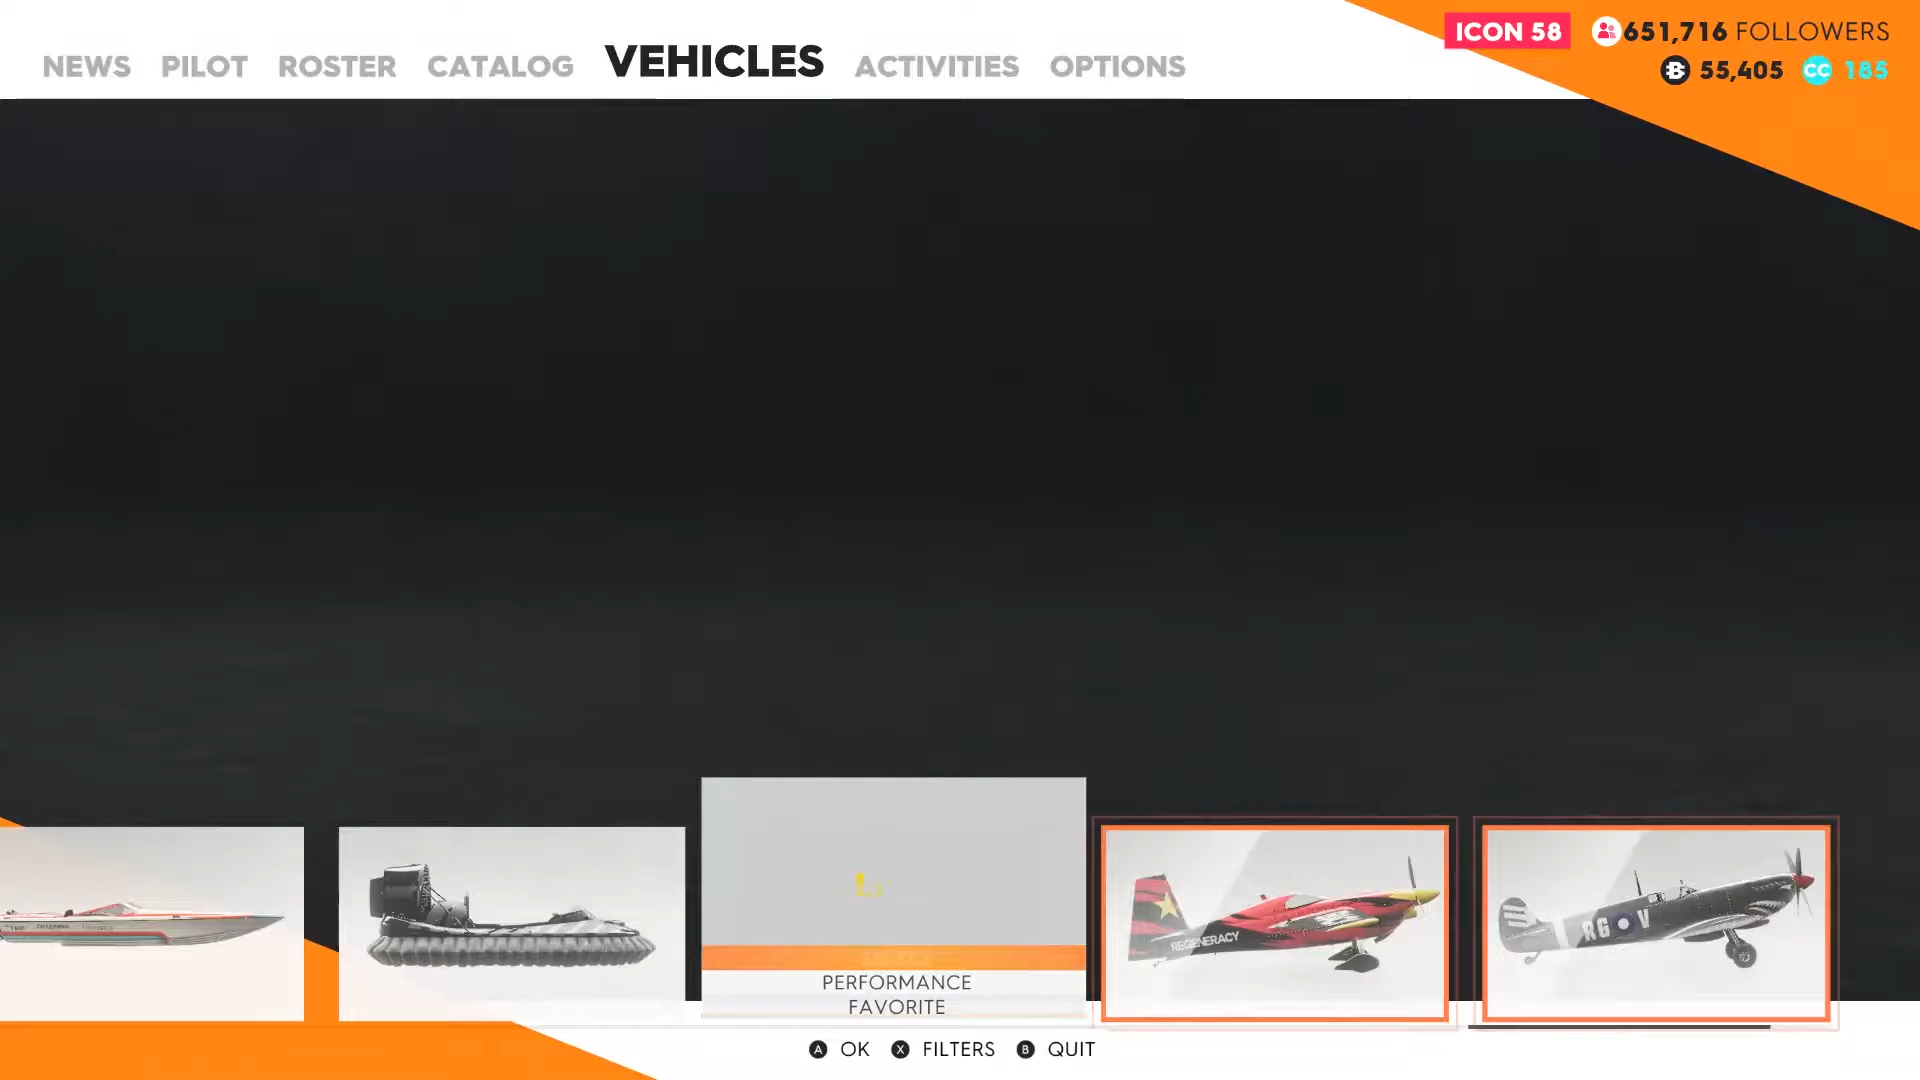 NEWS PILOT ROSTER CATALOG VEHICLES ACTIVITIES OPTIONS
ICON 58 651,716 FOLLOWERS
55,405 CC 185
REGENERACY
RG V
PERFORMANCE
FAVORITE
A OK X FILTERS B QUIT